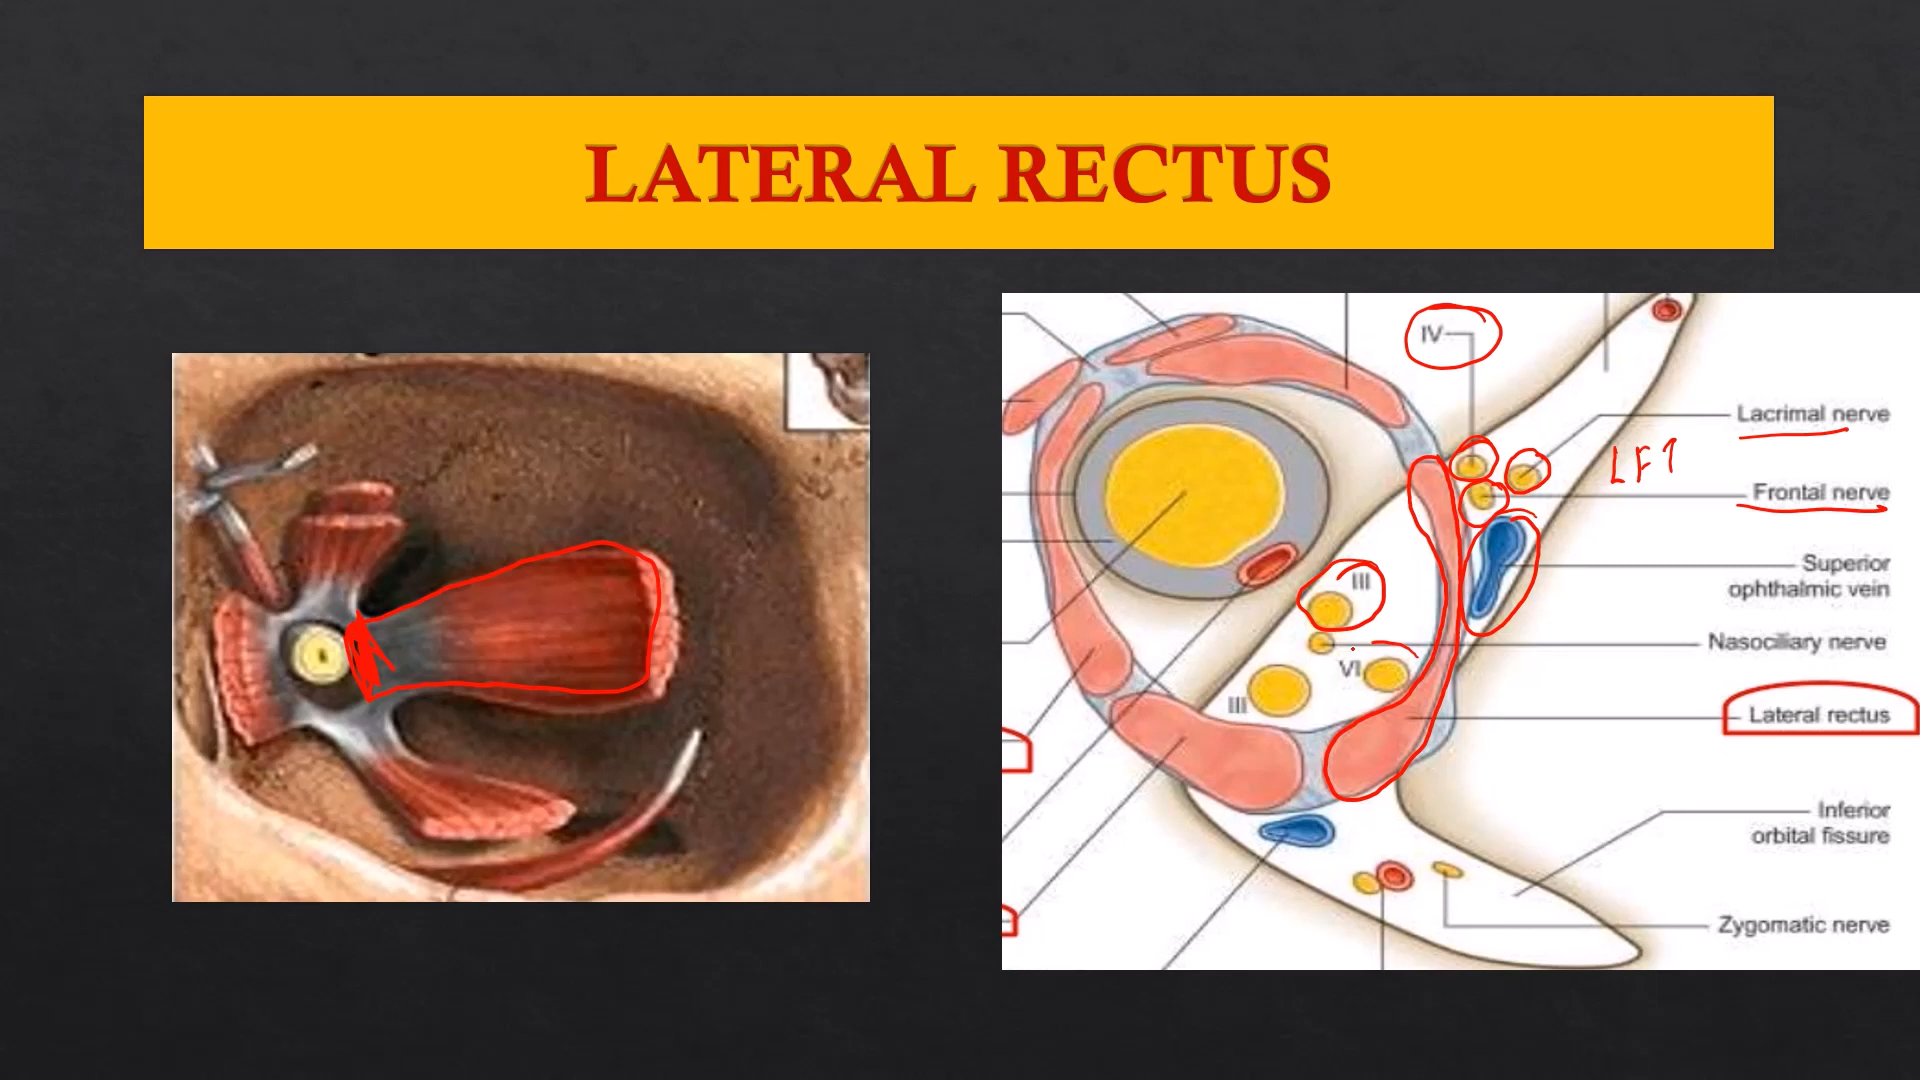 LATERAL RECTUS
IV
Lacrimal nerve
LF1
Frontal nerve
Superior
ophthalmic vein
III
Nasociliary nerve
VI
III
Lateral rectus
Inferior
orbital fissure
Zygomatic nerve